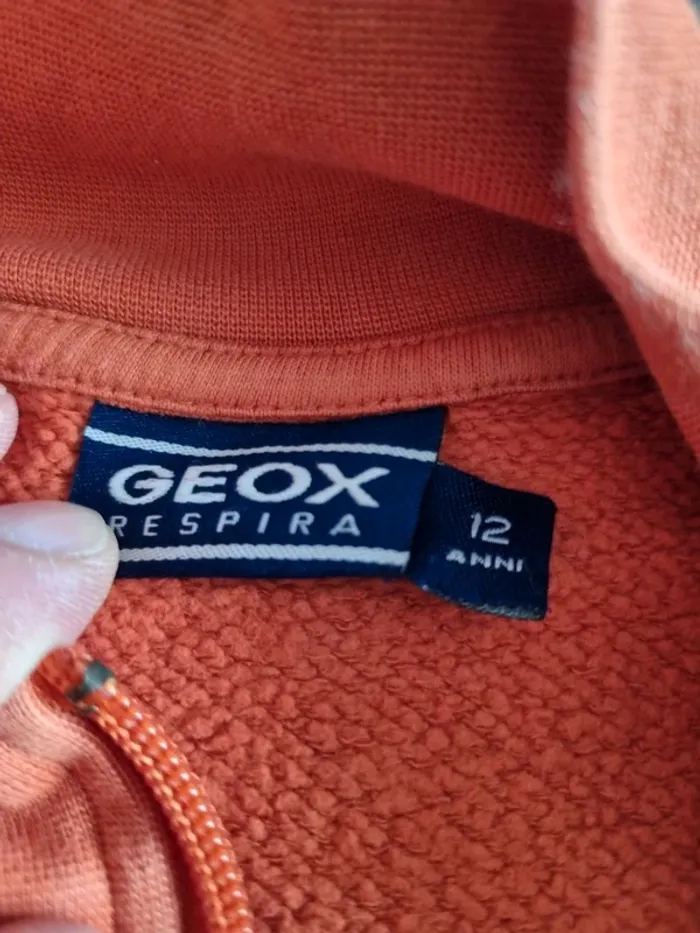 GEOX
RESPIRA
12
ANNI